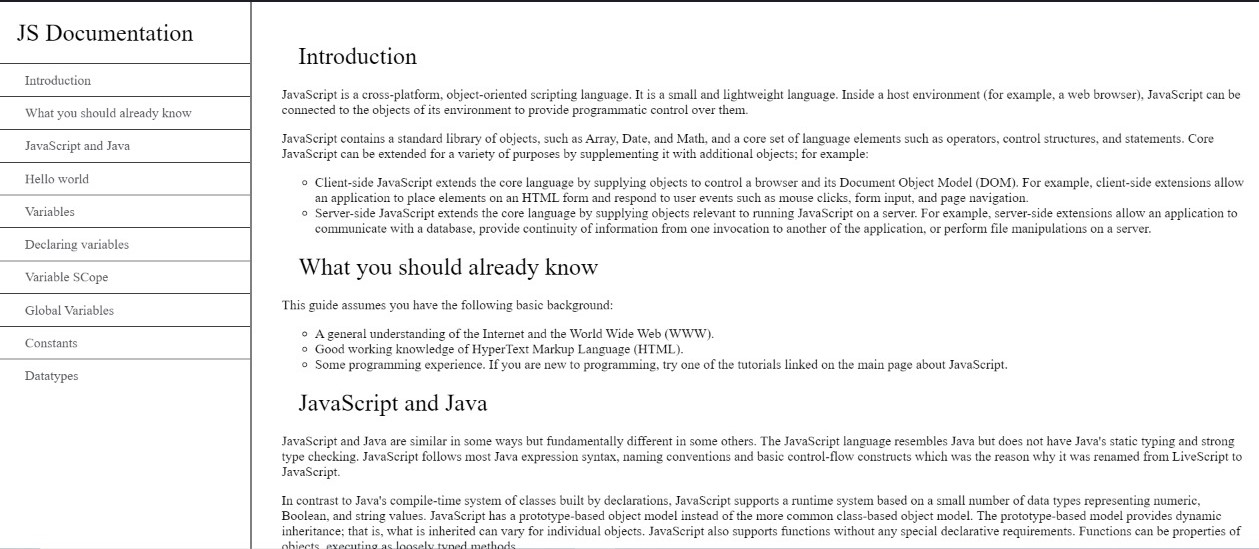 JS Documentation
Introduction
What you should already know
JavaScript and Java
Hello world
Variables
Declaring variables
Variable SCope
Global Variables
Constants
Datatypes
Introduction
JavaScript is a cross-platform, object-oriented scripting language. It is a small and lightweight language. Inside a host environment (for example, a web browser), JavaScript can be
connected to the objects of its environment to provide programmatic control over them.
JavaScript contains a standard library of objects, such as Array, Date, and Math, and a core set of language elements such as operators, control structures, and statements. Core
JavaScript can be extended for a variety of purposes by supplementing it with additional objects; for example:
Client-side JavaScript extends the core language by supplying objects to control a browser and its Document Object Model (DOM). For example, client-side extensions allow
an application to place elements on an HTML form and respond to user events such as mouse clicks, form input, and page navigation.
Server-side JavaScript extends the core language by supplying objects relevant to running JavaScript on a server. For example, server-side extensions allow an application to
communicate with a database, provide continuity of information from one invocation to another of the application, or perform file manipulations on a server.
What you should already know
This guide assumes you have the following basic background:
A general understanding of the Internet and the World Wide Web (WWW).
Good working knowledge of HyperText Markup Language (HTML).
Some programming experience. If you are new to programming, try one of the tutorials linked on the main page about JavaScript.
JavaScript and Java
JavaScript and Java are similar in some ways but fundamentally different in some others. The JavaScript language resembles Java but does not have Java's static typing and strong
type checking. JavaScript follows most Java expression syntax, naming conventions and basic control-flow constructs which was the reason why it was renamed from LiveScript to
JavaScript.
In contrast to Java's compile-time system of classes built by declarations, JavaScript supports a runtime system based on a small number of data types representing numeric,
Boolean, and string values. JavaScript has a prototype-based object model instead of the more common class-based object model. The prototype-based model provides dynamic
inheritance; that is, what is inherited can vary for individual objects. JavaScript also supports functions without any special declarative requirements. Functions can be properties of
objects, executing as loosely typed methods.